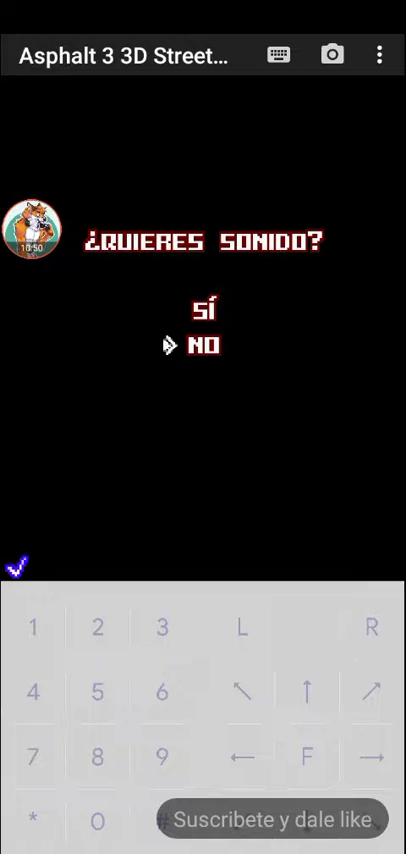 Asphalt 3 3D Street...
10:50
¿QUIERES SONIDO?
SÍ
NO
1 2 3 L R
4 5 6 ↖ ↑ ↗
7 8 9 ← F →
* 0 #
Suscribete y dale like